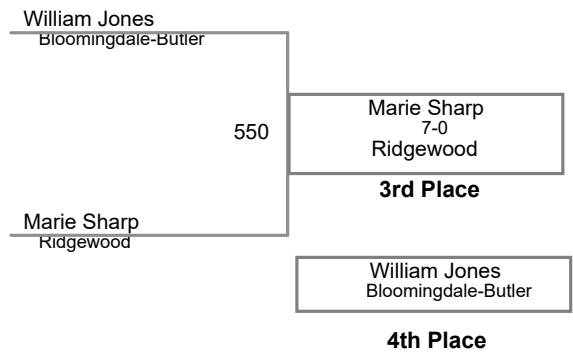 William Jones
Bloomingdale-Butler
550
Marie Sharp
7-0
Ridgewood
3rd Place
Marie Sharp
Ridgewood
William Jones
Bloomingdale-Butler
4th Place